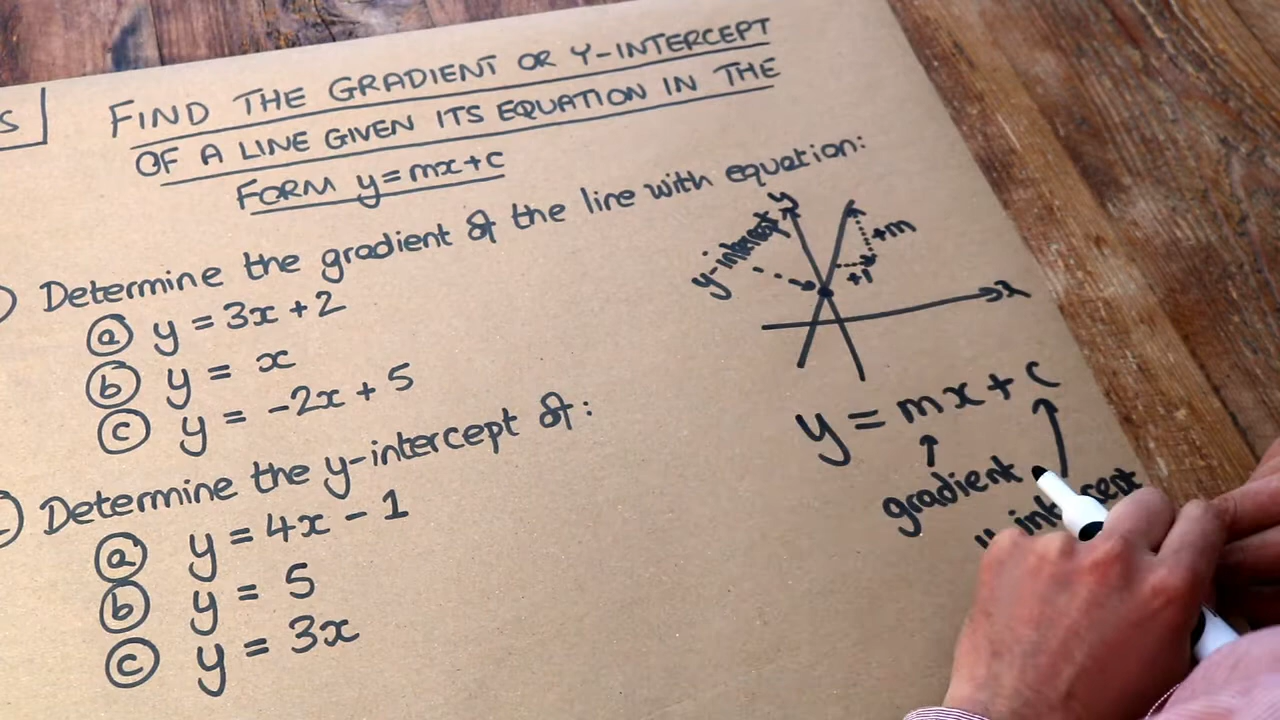 S
FIND THE GRADIENT OR Y-INTERCEPT
OF A LINE GIVEN ITS EQUATION IN THE
FORM y=mx+c
Determine the gradient of the line with equation:
a y = 3x + 2
b y = x
c y = -2x + 5
Determine the y-intercept of:
a y = 4x - 1
b y = 5
c y = 3x
y
y-intercept
+m
+1
x
y = mx + c
gradient